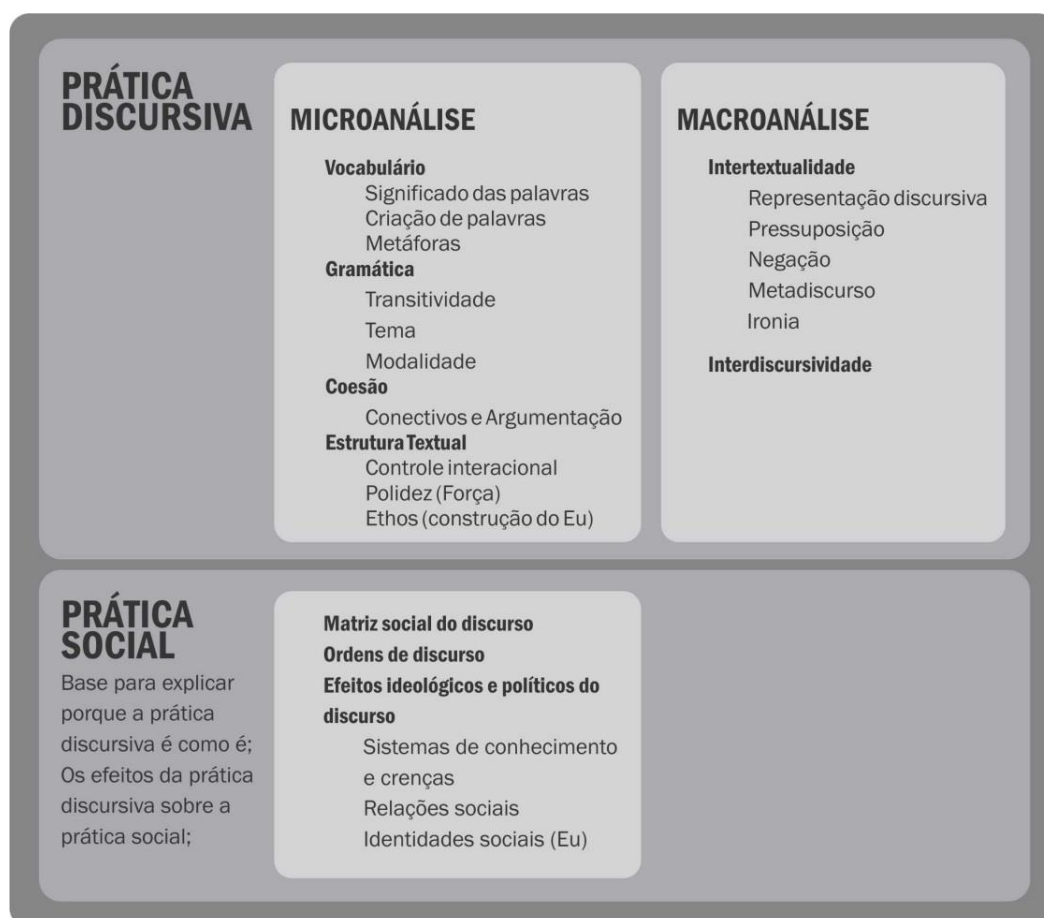 PRÁTICA
DISCURSIVA
MICROANÁLISE
Vocabulário
Significado das palavras
Criação de palavras
Metáforas
Gramática
Transitividade
Tema
Modalidade
Coesão
Conectivos e Argumentação
Estrutura Textual
Controle interacional
Polidez (Força)
Ethos (construção do Eu)
MACROANÁLISE
Intertextualidade
Representação discursiva
Pressuposição
Negação
Metadiscurso
Ironia
Interdiscursividade
PRÁTICA
SOCIAL
Base para explicar
porque a prática
discursiva é como é;
Os efeitos da prática
discursiva sobre a
prática social;
Matriz social do discurso
Ordens de discurso
Efeitos ideológicos e políticos do
discurso
Sistemas de conhecimento
e crenças
Relações sociais
Identidades sociais (Eu)